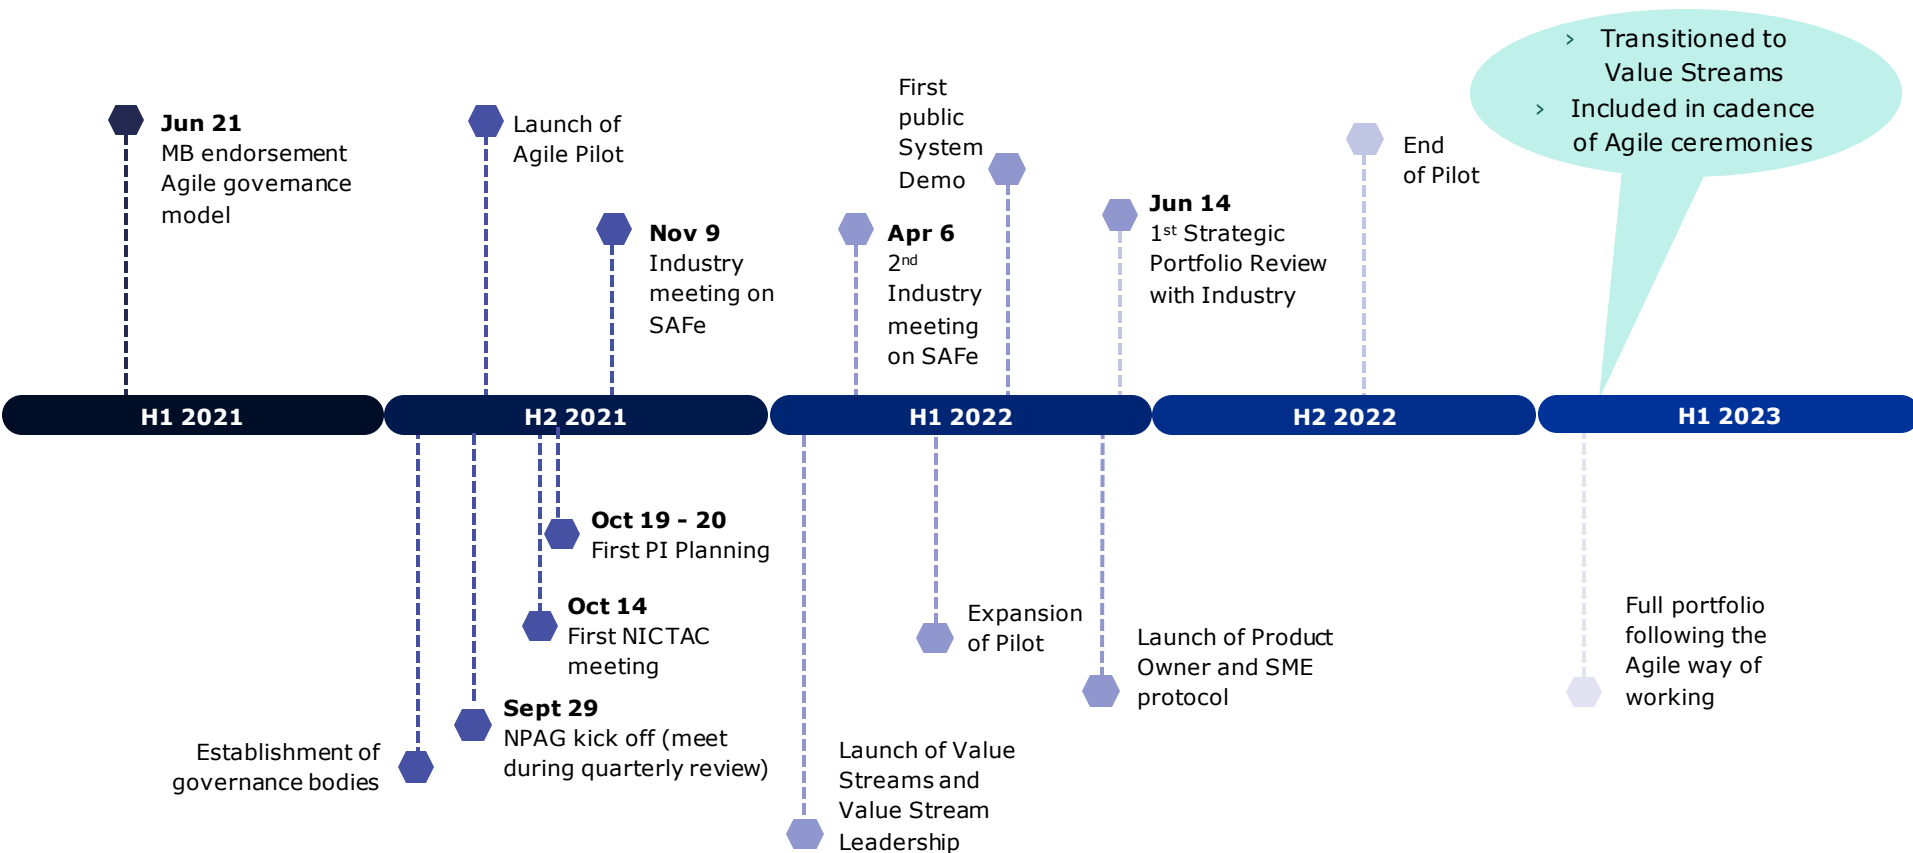 › Transitioned to
Value Streams
› Included in cadence
of Agile ceremonies
Jun 21
MB endorsement
Agile governance
model
Launch of
Agile Pilot
Nov 9
Industry
meeting on
SAFe
First
public
System
Demo
Apr 6
2nd
Industry
meeting
on SAFe
Jun 14
1st Strategic
Portfolio Review
with Industry
End
of Pilot
H1 2021
H2 2021
H1 2022
H2 2022
H1 2023
Oct 19 - 20
First PI Planning
Oct 14
First NICTAC
meeting
Sept 29
NPAG kick off (meet
during quarterly review)
Establishment of
governance bodies
Expansion
of Pilot
Launch of Product
Owner and SME
protocol
Launch of Value
Streams and
Value Stream
Leadership
Full portfolio
following the
Agile way of
working